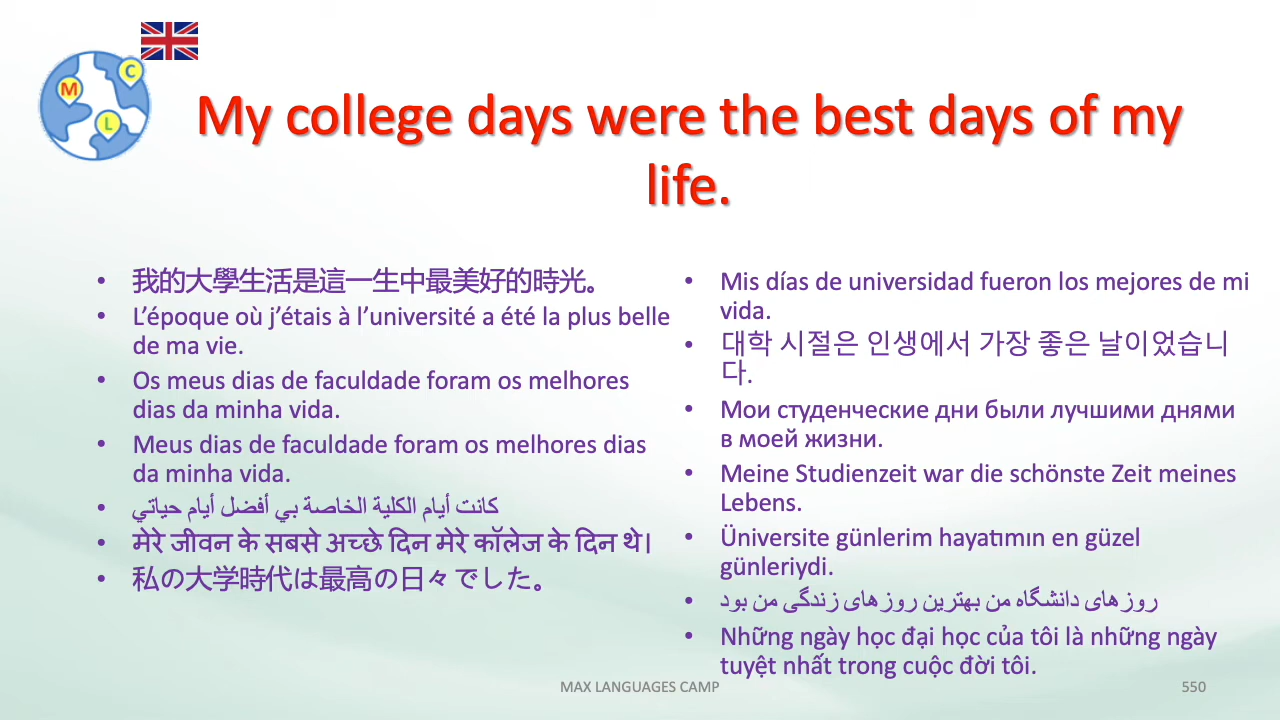 M
C
L
My college days were the best days of my
life.
我的大學生活是這一生中最美好的時光。
L’époque où j’étais à l’université a été la plus belle
de ma vie.
Os meus dias de faculdade foram os melhores
dias da minha vida.
Meus dias de faculdade foram os melhores dias
da minha vida.
كانت أيام الكلية الخاصة بي أفضل أيام حياتي
मेरे जीवन के सबसे अच्छे दिन मेरे कॉलेज के दिन थे।
私の大学時代は最高の日々でした。
Mis días de universidad fueron los mejores de mi
vida.
대학 시절은 인생에서 가장 좋은 날이었습니
다.
Мои студенческие дни были лучшими днями
в моей жизни.
Meine Studienzeit war die schönste Zeit meines
Lebens.
Üniversite günlerim hayatımın en güzel
günleriydi.
روزهای دانشگاه من بهترین روزهای زندگی من بود
Những ngày học đại học của tôi là những ngày
tuyệt nhất trong cuộc đời tôi.
MAX LANGUAGES CAMP
550